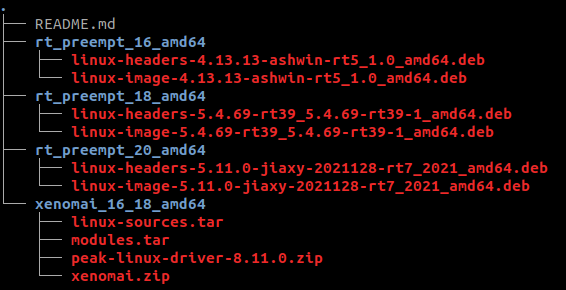 .
├── README.md
├── rt_preempt_16_amd64
│   ├── linux-headers-4.13.13-ashwin-rt5_1.0_amd64.deb
│   └── linux-image-4.13.13-ashwin-rt5_1.0_amd64.deb
├── rt_preempt_18_amd64
│   ├── linux-headers-5.4.69-rt39_5.4.69-rt39-1_amd64.deb
│   └── linux-image-5.4.69-rt39_5.4.69-rt39-1_amd64.deb
├── rt_preempt_20_amd64
│   ├── linux-headers-5.11.0-jiaxy-2021128-rt7_2021_amd64.deb
│   └── linux-image-5.11.0-jiaxy-2021128-rt7_2021_amd64.deb
└── xenomai_16_18_amd64
    ├── linux-sources.tar
    ├── modules.tar
    ├── peak-linux-driver-8.11.0.zip
    └── xenomai.zip